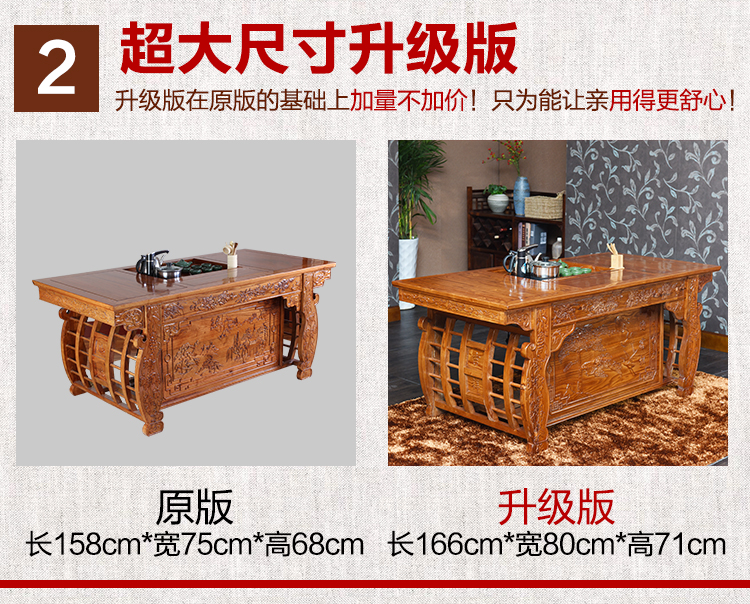 2
超大尺寸升级版
升级版在原版的基础上加量不加价！只为能让亲用得更舒心！
原版
长158cm*宽75cm*高68cm
升级版
长166cm*宽80cm*高71cm